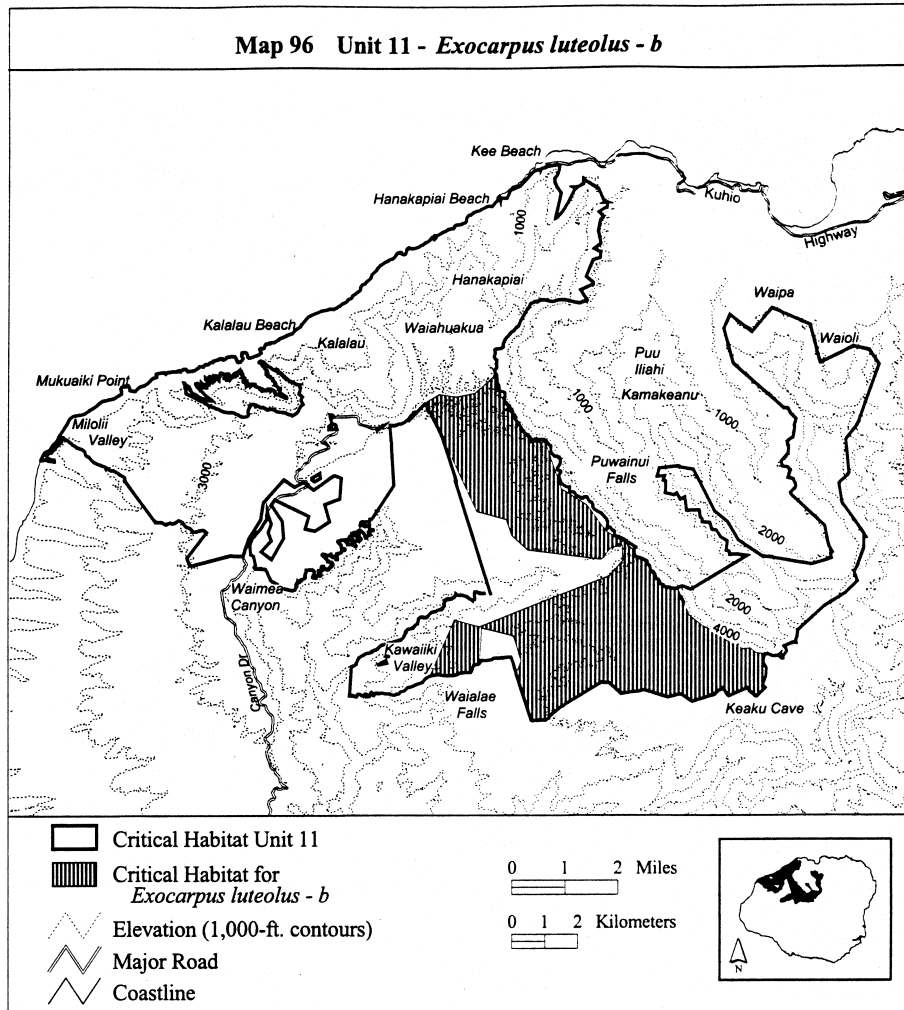 Map 96 Unit 11 - Exocarpus luteolus - b
Kee Beach
Hanakapiai Beach
Kuhio
Highway
1000
Hanakapiai
Waipa
Kalalau Beach
Kalalau
Waiahuakua
Waioli
Puu
Iliahi
Mukuaiki Point
Kamakeanu
1000
1000
Milolii
Valley
3000
Puwainui
Falls
2000
Waimea
Canyon
2000
4000
Kawaiiki
Valley
Canyon Dr
Waialae
Falls
Keaku Cave
Critical Habitat Unit 11
Critical Habitat for
Exocarpus luteolus - b
Elevation (1,000-ft. contours)
Major Road
Coastline
0 1 2 Miles
0 1 2 Kilometers
N